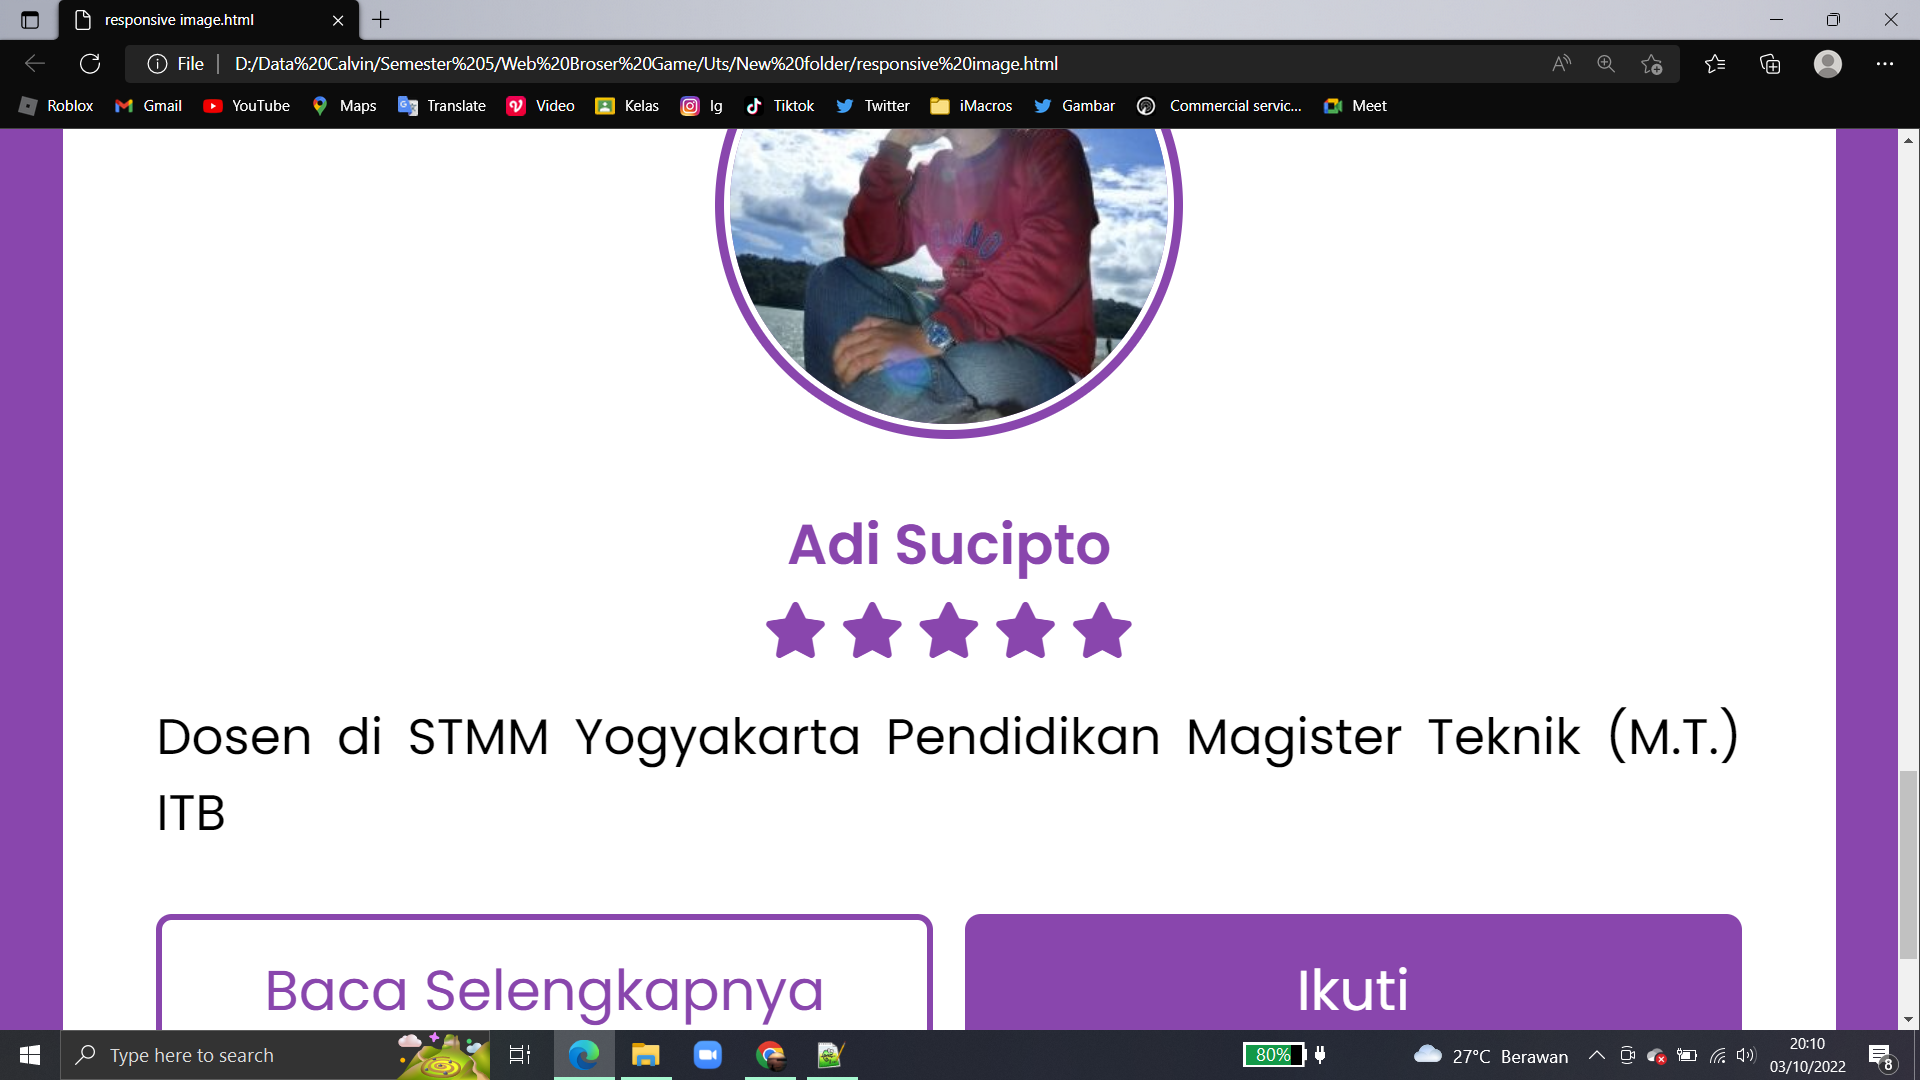 responsive image.html
File
D:/Data%20Calvin/Semester%205/Web%20Broser%20Game/Uts/New%20folder/responsive%20image.html
Roblox Gmail YouTube Maps Translate Video Kelas Ig Tiktok Twitter iMacros Gambar Commercial servic... Meet
Adi Sucipto
Dosen di STMM Yogyakarta Pendidikan Magister Teknik (M.T.)
ITB
Baca Selengkapnya
Ikuti
Type here to search
80%
27°C Berawan
20:10
03/10/2022
8